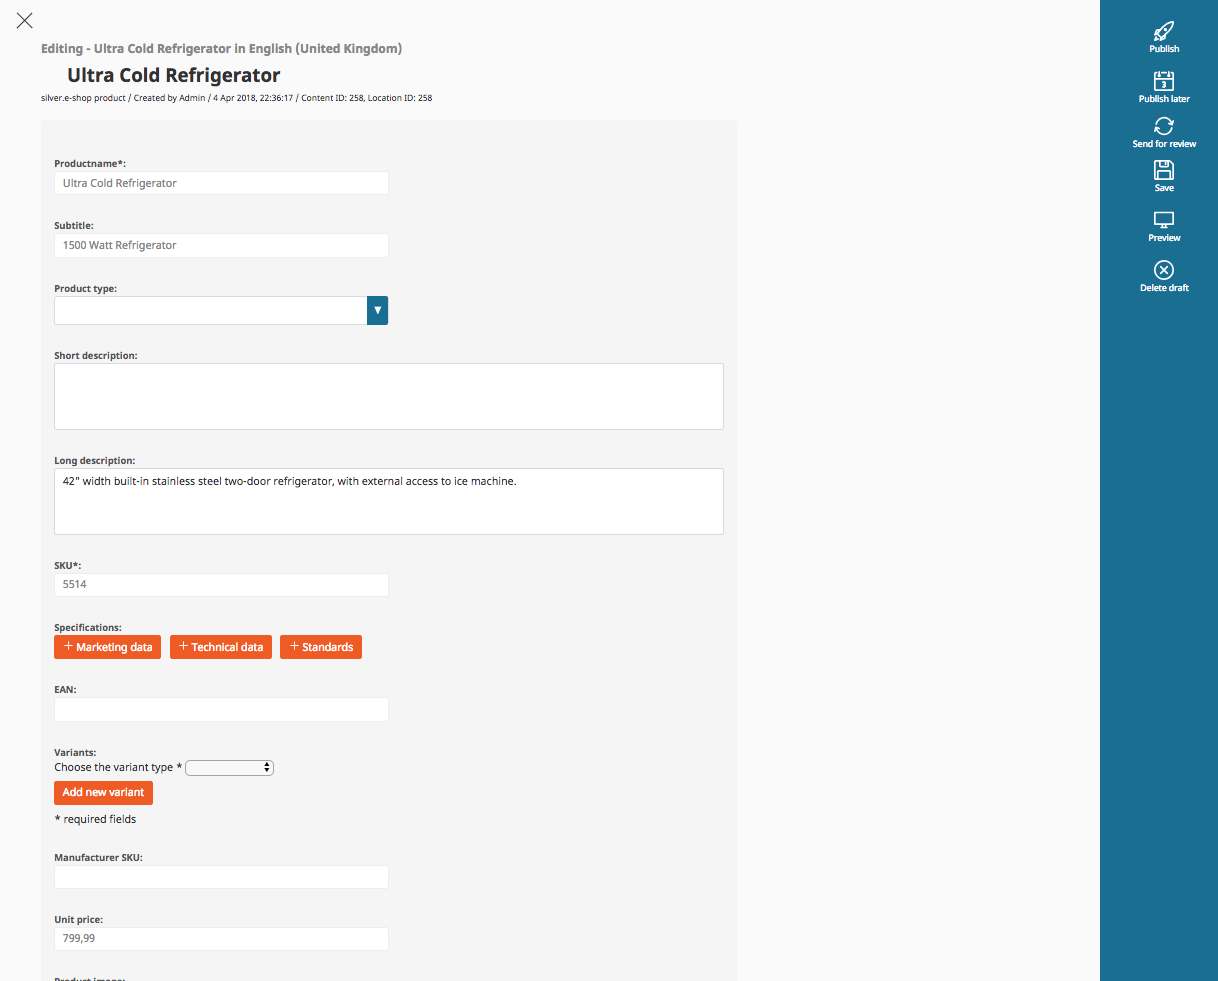 Editing - Ultra Cold Refrigerator in English (United Kingdom)
Ultra Cold Refrigerator
silver.e-shop product / Created by Admin / 4 Apr 2018, 22:36:17 / Content ID: 258, Location ID: 258
Productname*:
Ultra Cold Refrigerator
Subtitle:
1500 Watt Refrigerator
Product type:
Short description:
Long description:
42" width built-in stainless steel two-door refrigerator, with external access to ice machine.
SKU*:
5514
Specifications:
+ Marketing data + Technical data + Standards
EAN:
Variants:
Choose the variant type *
Add new variant
* required fields
Manufacturer SKU:
Unit price:
799,99
Product image:
Publish
3
Publish later
Send for review
Save
Preview
Delete draft